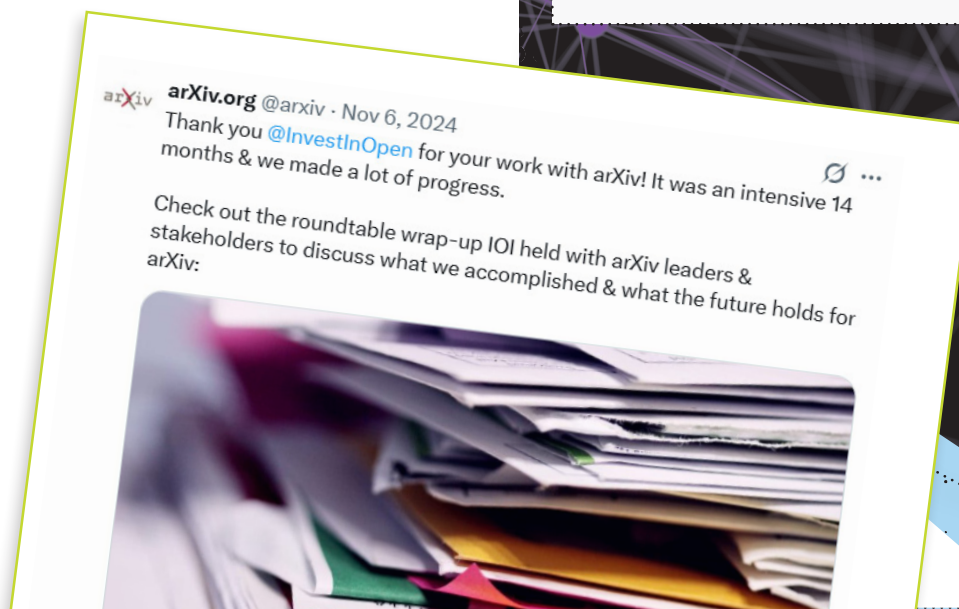 arXiv
arXiv.org @arxiv · Nov 6, 2024
Thank you @InvestInOpen for your work with arXiv! It was an intensive 14
months & we made a lot of progress.
Check out the roundtable wrap-up IOI held with arXiv leaders &
stakeholders to discuss what we accomplished & what the future holds for
arXiv: